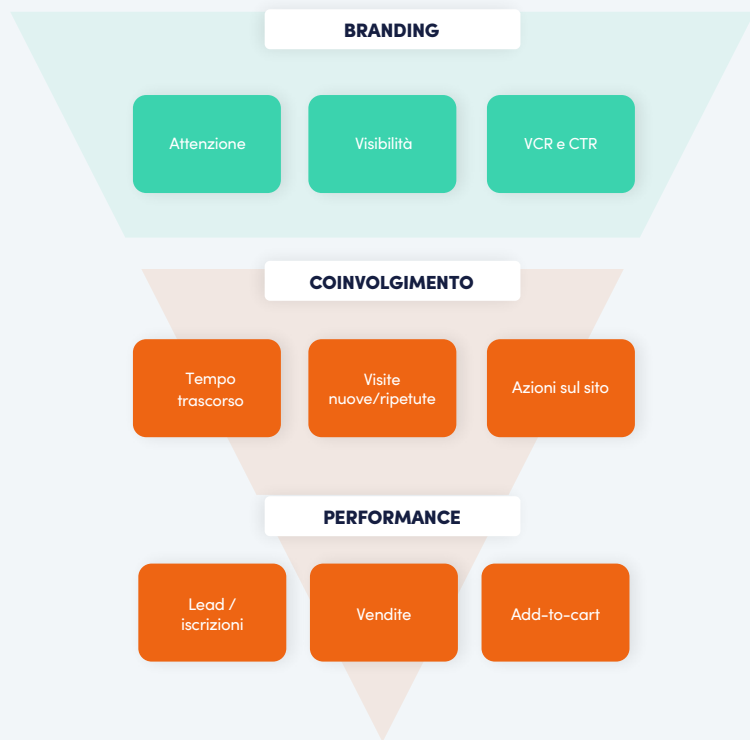 BRANDING
Attenzione
Visibilità
VCR e CTR
COINVOLGIMENTO
Tempo
trascorso
Visite
nuove/ripetute
Azioni sul sito
PERFORMANCE
Lead /
iscrizioni
Vendite
Add-to-cart